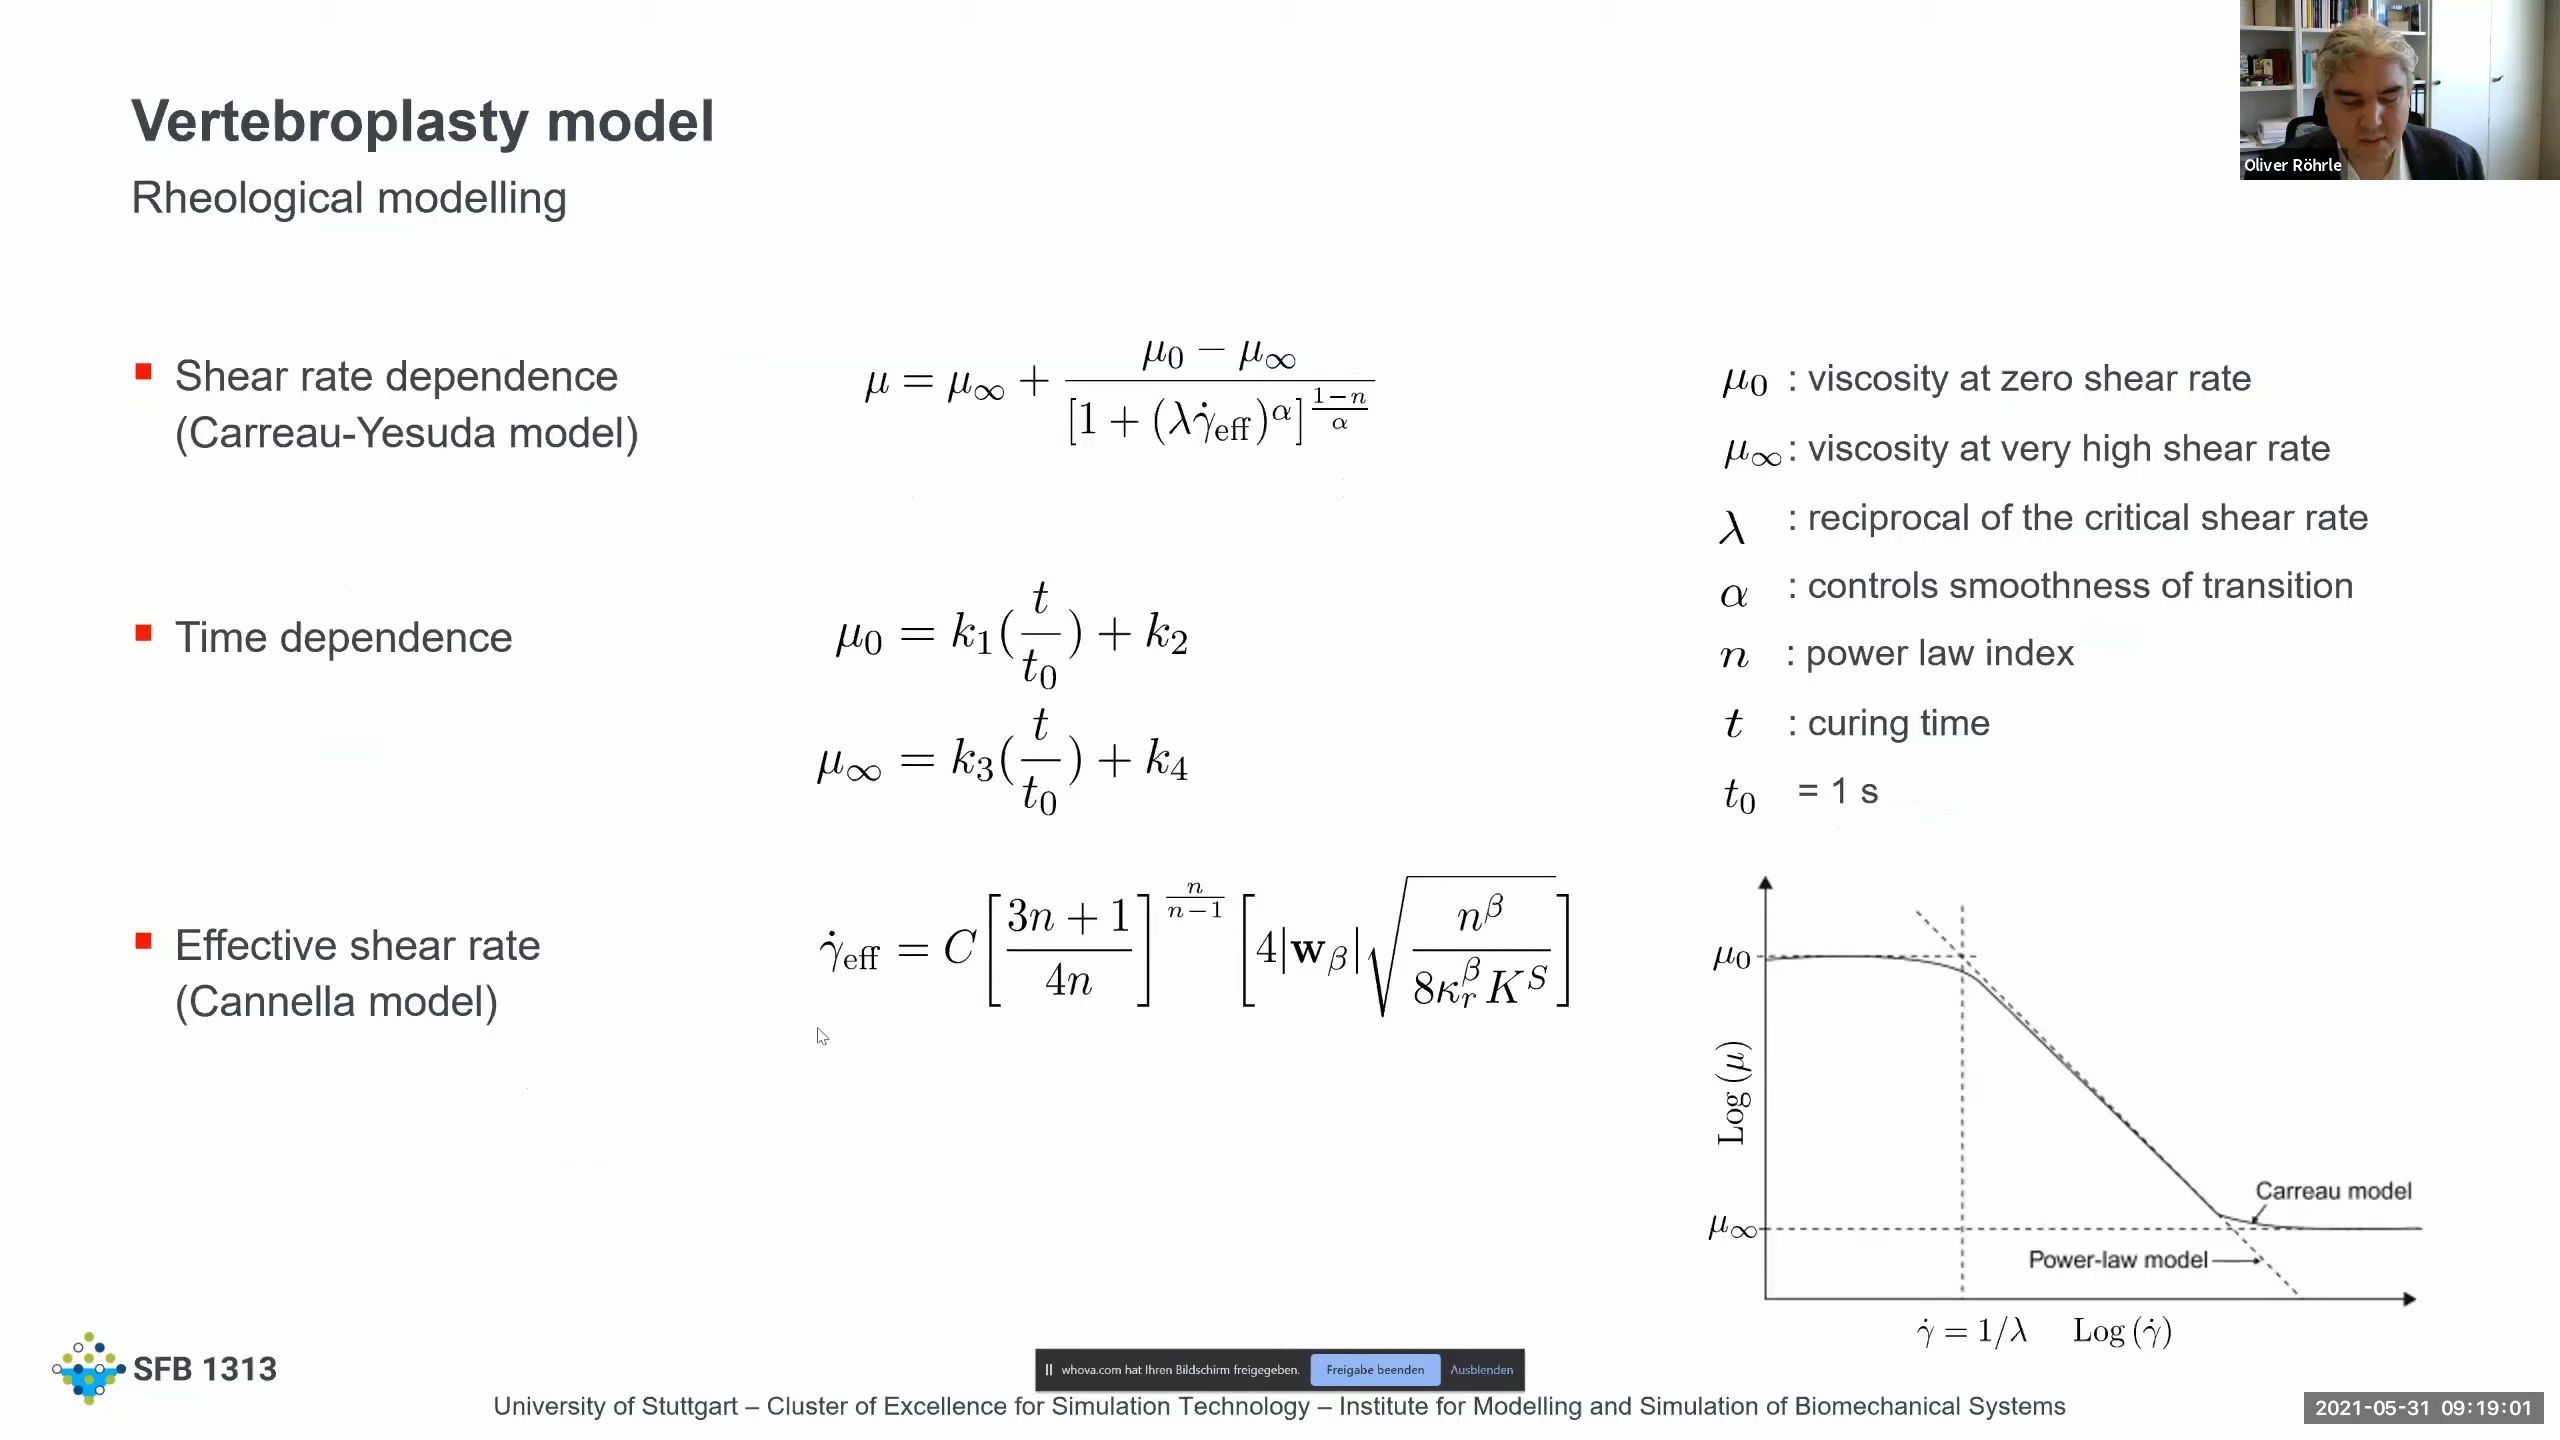 Vertebroplasty model
Rheological modelling
Oliver Röhrle
Shear rate dependence
(Carreau-Yesuda model)
μ = μ∞ + (μ0 − μ∞) / [1 + (λγ̇eff)^α]^((1−n)/α)
Time dependence
μ0 = k1(t/t0) + k2
μ∞ = k3(t/t0) + k4
Effective shear rate
(Cannella model)
γ̇eff = C[(3n + 1)/(4n)]^(n/(n−1)) [4|wβ|√(n^β/(8κr^β K^S))]
μ0 : viscosity at zero shear rate
μ∞ : viscosity at very high shear rate
λ : reciprocal of the critical shear rate
α : controls smoothness of transition
n : power law index
t : curing time
t0 = 1 s
μ0
Log (μ)
μ∞
Carreau model
Power-law model
γ̇ = 1/λ Log (γ̇)
SFB 1313
whova.com hat Ihren Bildschirm freigegeben. Freigabe beenden Ausblenden
University of Stuttgart – Cluster of Excellence for Simulation Technology – Institute for Modelling and Simulation of Biomechanical Systems
2021-05-31 09:19:01